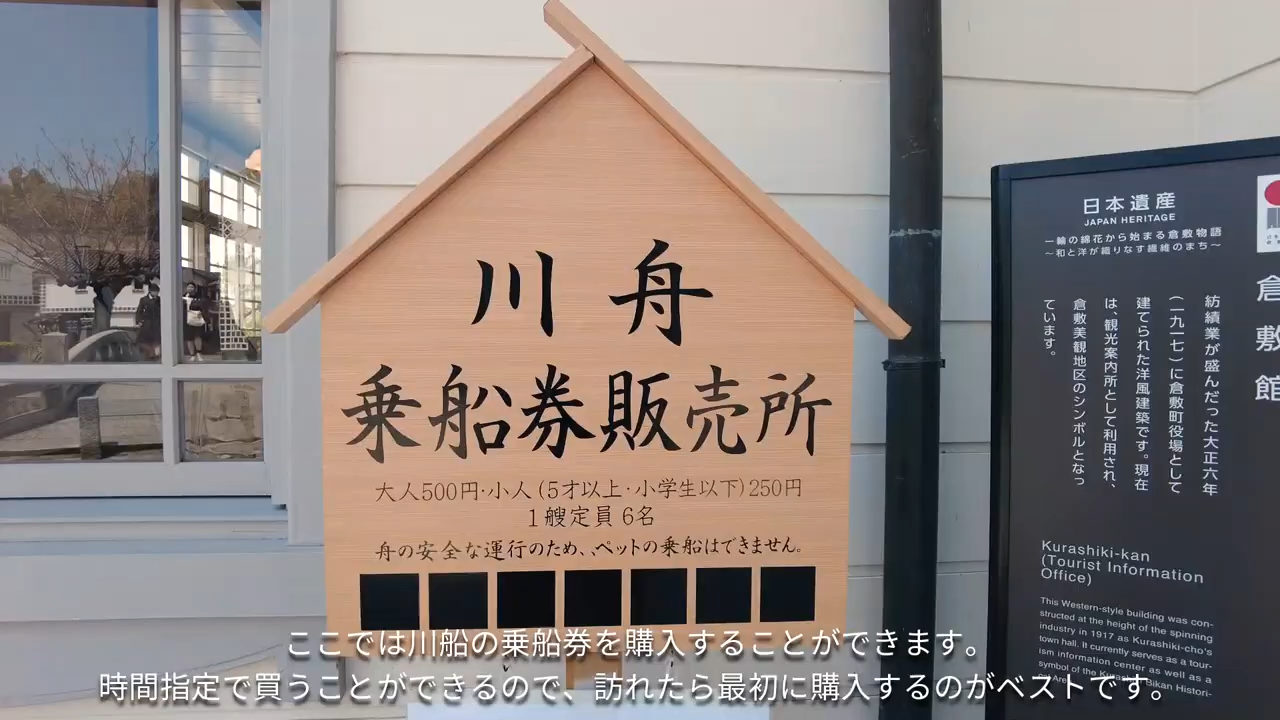 川舟
乗船券販売所
大人500円・小人(5才以上・小学生以下)250円
1艘定員 6名
舟の安全な運行のため、ペットの乗船はできません。
日本遺産
JAPAN HERITAGE
一輪の綿花から始まる倉敷物語
～和と洋が織りなす繊維のまち～
倉敷館
紡績業が盛んだった大正六年
(一九一七)に倉敷町役場として
建てられた洋風建築です。現在
は、観光案内所として利用され、
倉敷美観地区のシンボルとなっ
ています。
Kurashiki-kan
(Tourist Information
Office)
This Western-style building was con-
structed at the height of the spinning
industry in 1917 as Kurashiki-cho's
town hall. It currently serves as a tour-
ism information center as well as a
symbol of the Kurashiki Bikan Histori-
ここでは川船の乗船券を購入することができます。
時間指定で買うことができるので、訪れたら最初に購入するのがベストです。